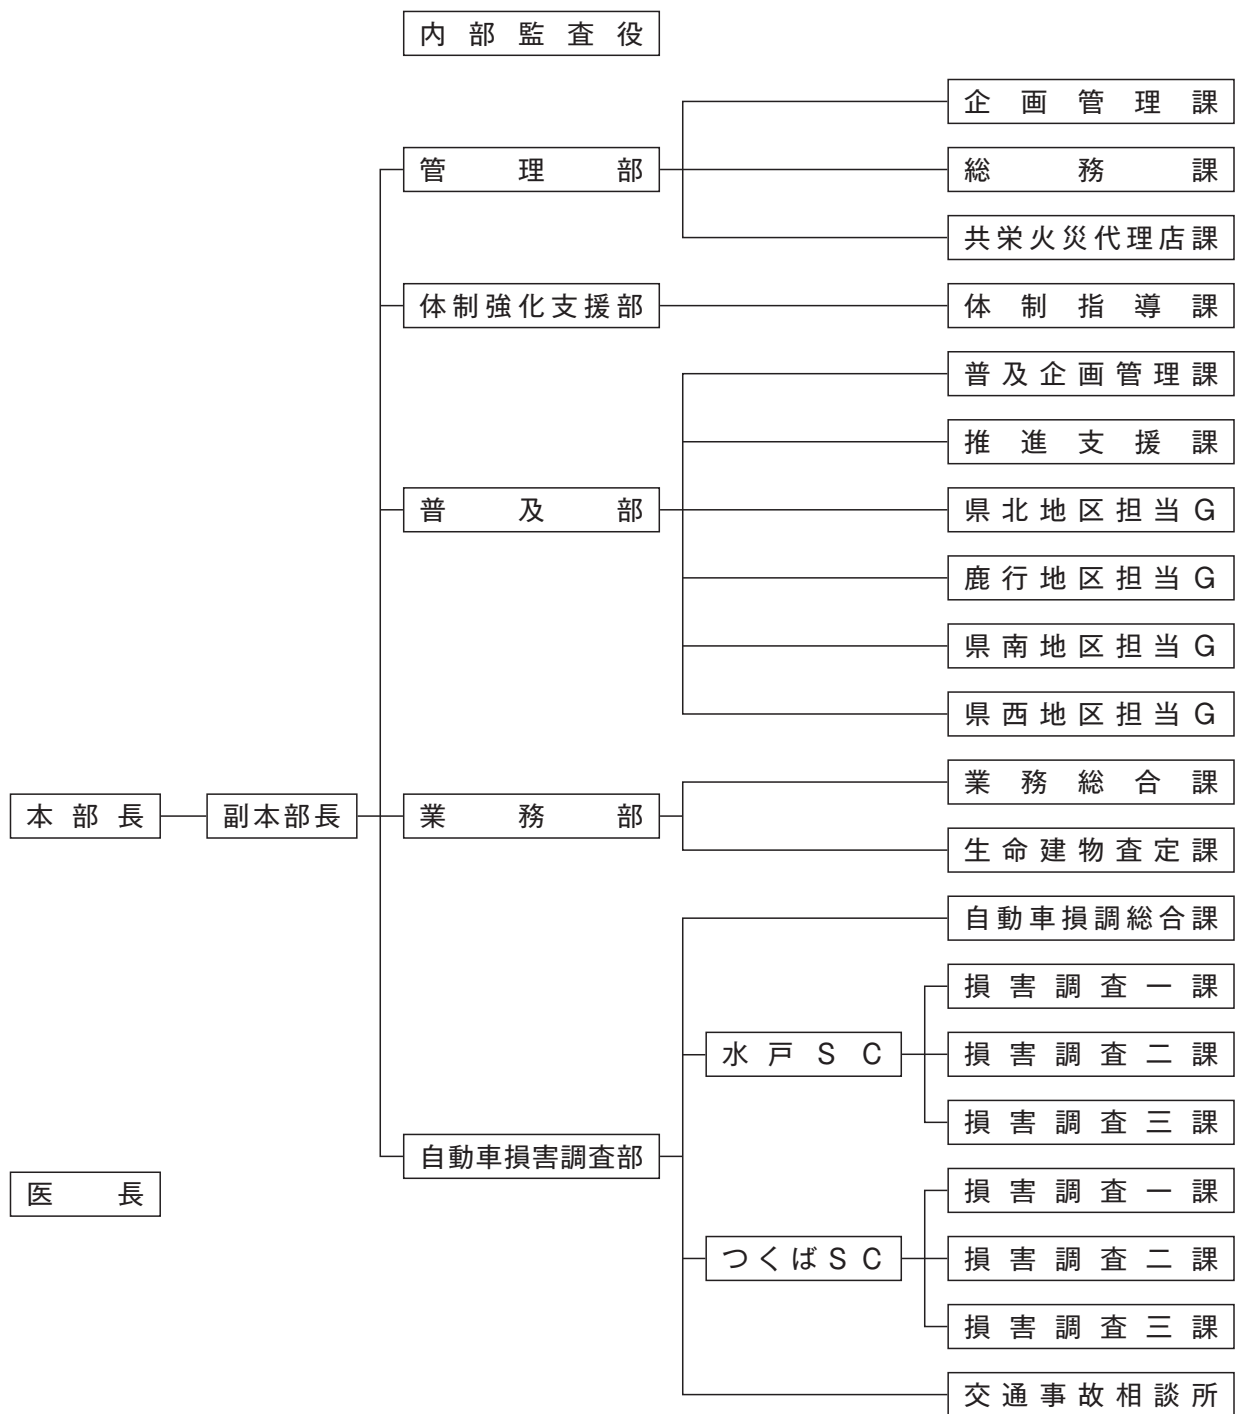 内部監査役
企画管理課
管理部
総務課
共栄火災代理店課
体制強化支援部
体制指導課
普及企画管理課
推進支援課
普及部
県北地区担当G
鹿行地区担当G
県南地区担当G
県西地区担当G
業務総合課
本部長
副本部長
業務部
生命建物査定課
自動車損調総合課
損害調査一課
水戸SC
損害調査二課
損害調査三課
自動車損害調査部
医長
損害調査一課
つくばSC
損害調査二課
損害調査三課
交通事故相談所